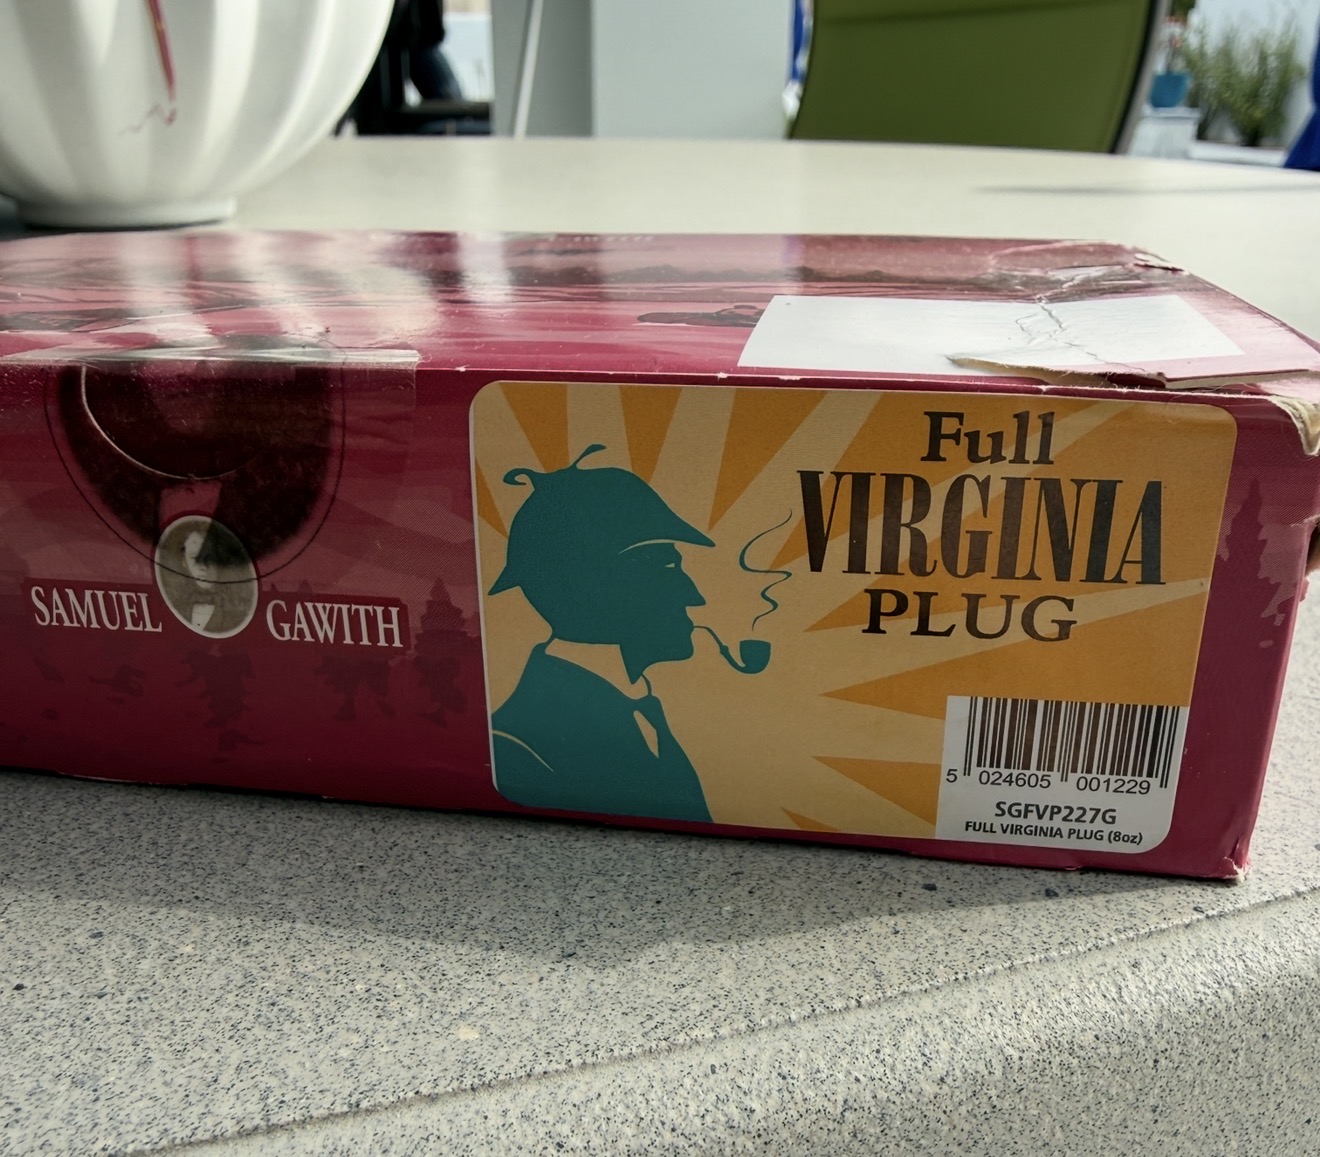 SAMUEL GAWITH
Full
VIRGINIA
PLUG
5 024605 001229
SGFVP227G
FULL VIRGINIA PLUG (8oz)